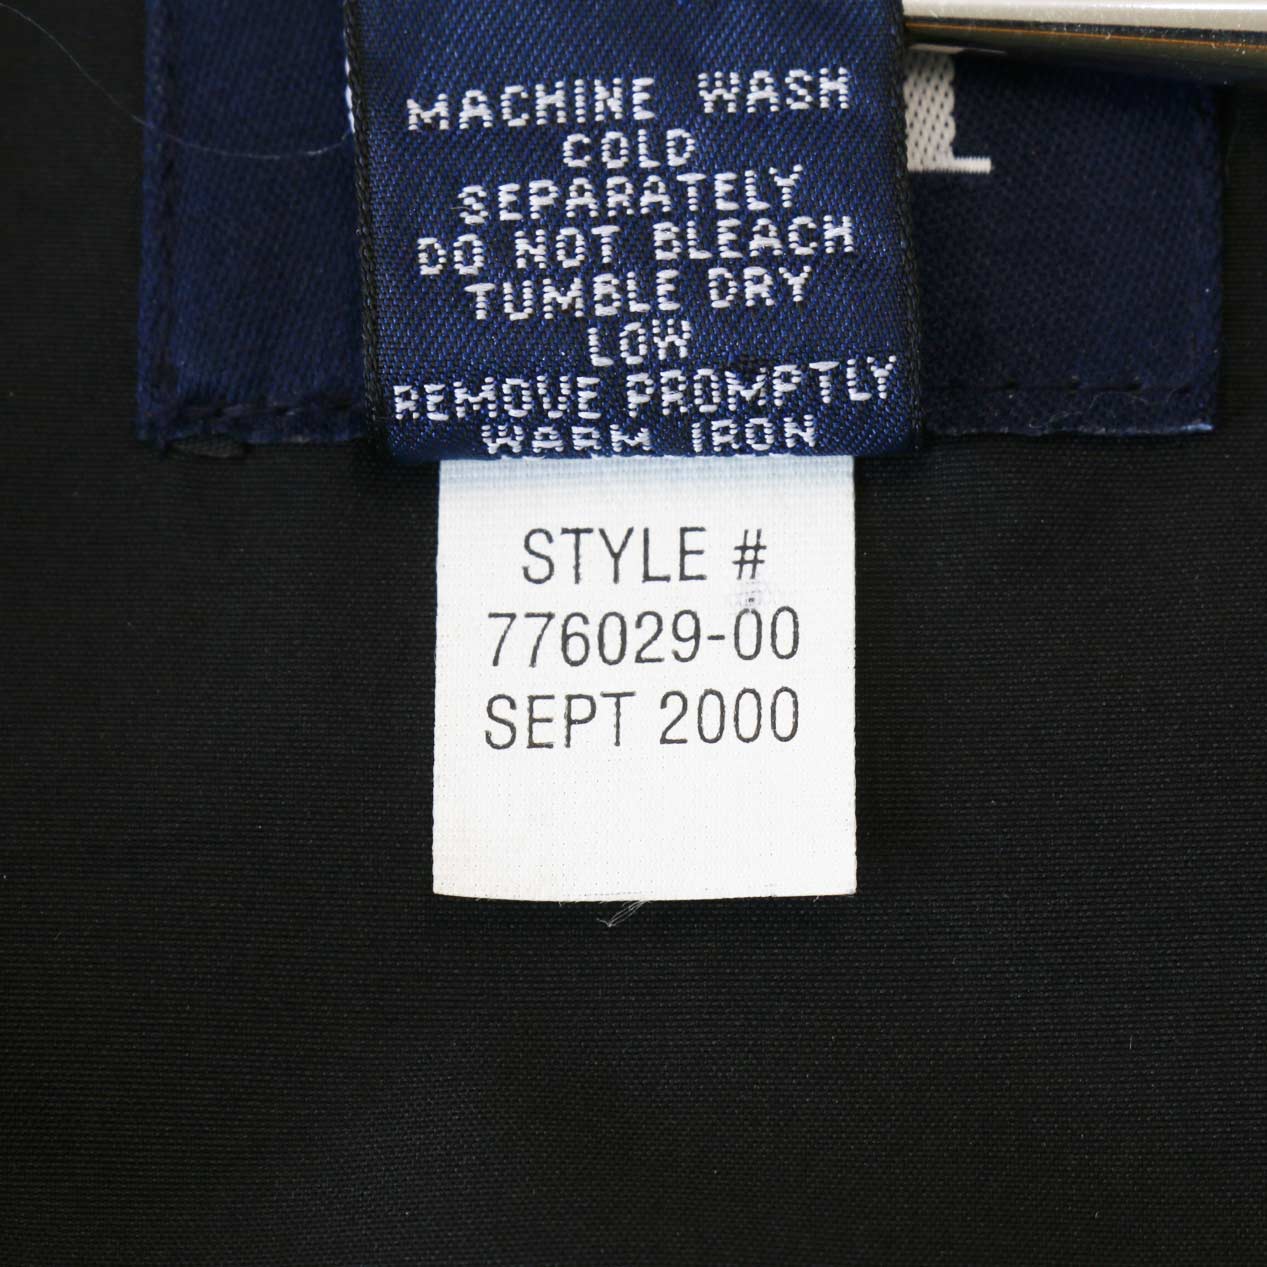 MACHINE WASH
COLD
SEPARATELY
DO NOT BLEACH
TUMBLE DRY
LOW
REMOVE PROMPTLY
WARM IRON
STYLE #
776029-00
SEPT 2000